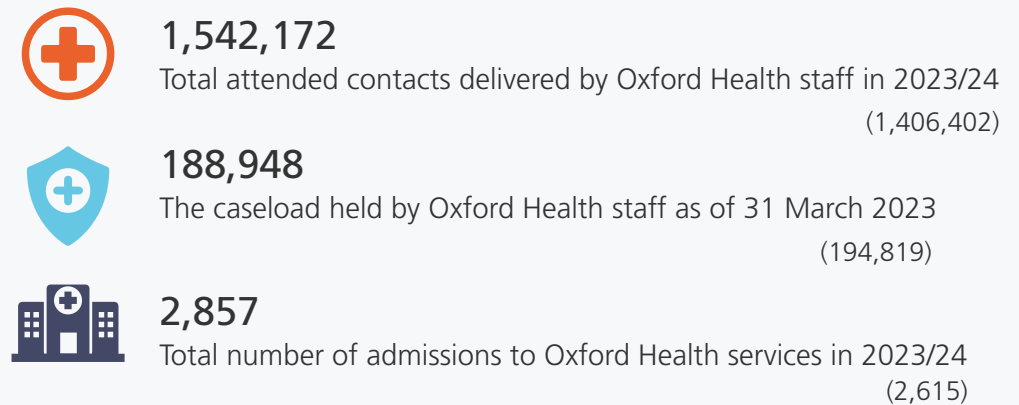 1,542,172
Total attended contacts delivered by Oxford Health staff in 2023/24
(1,406,402)
188,948
The caseload held by Oxford Health staff as of 31 March 2023
(194,819)
2,857
Total number of admissions to Oxford Health services in 2023/24
(2,615)